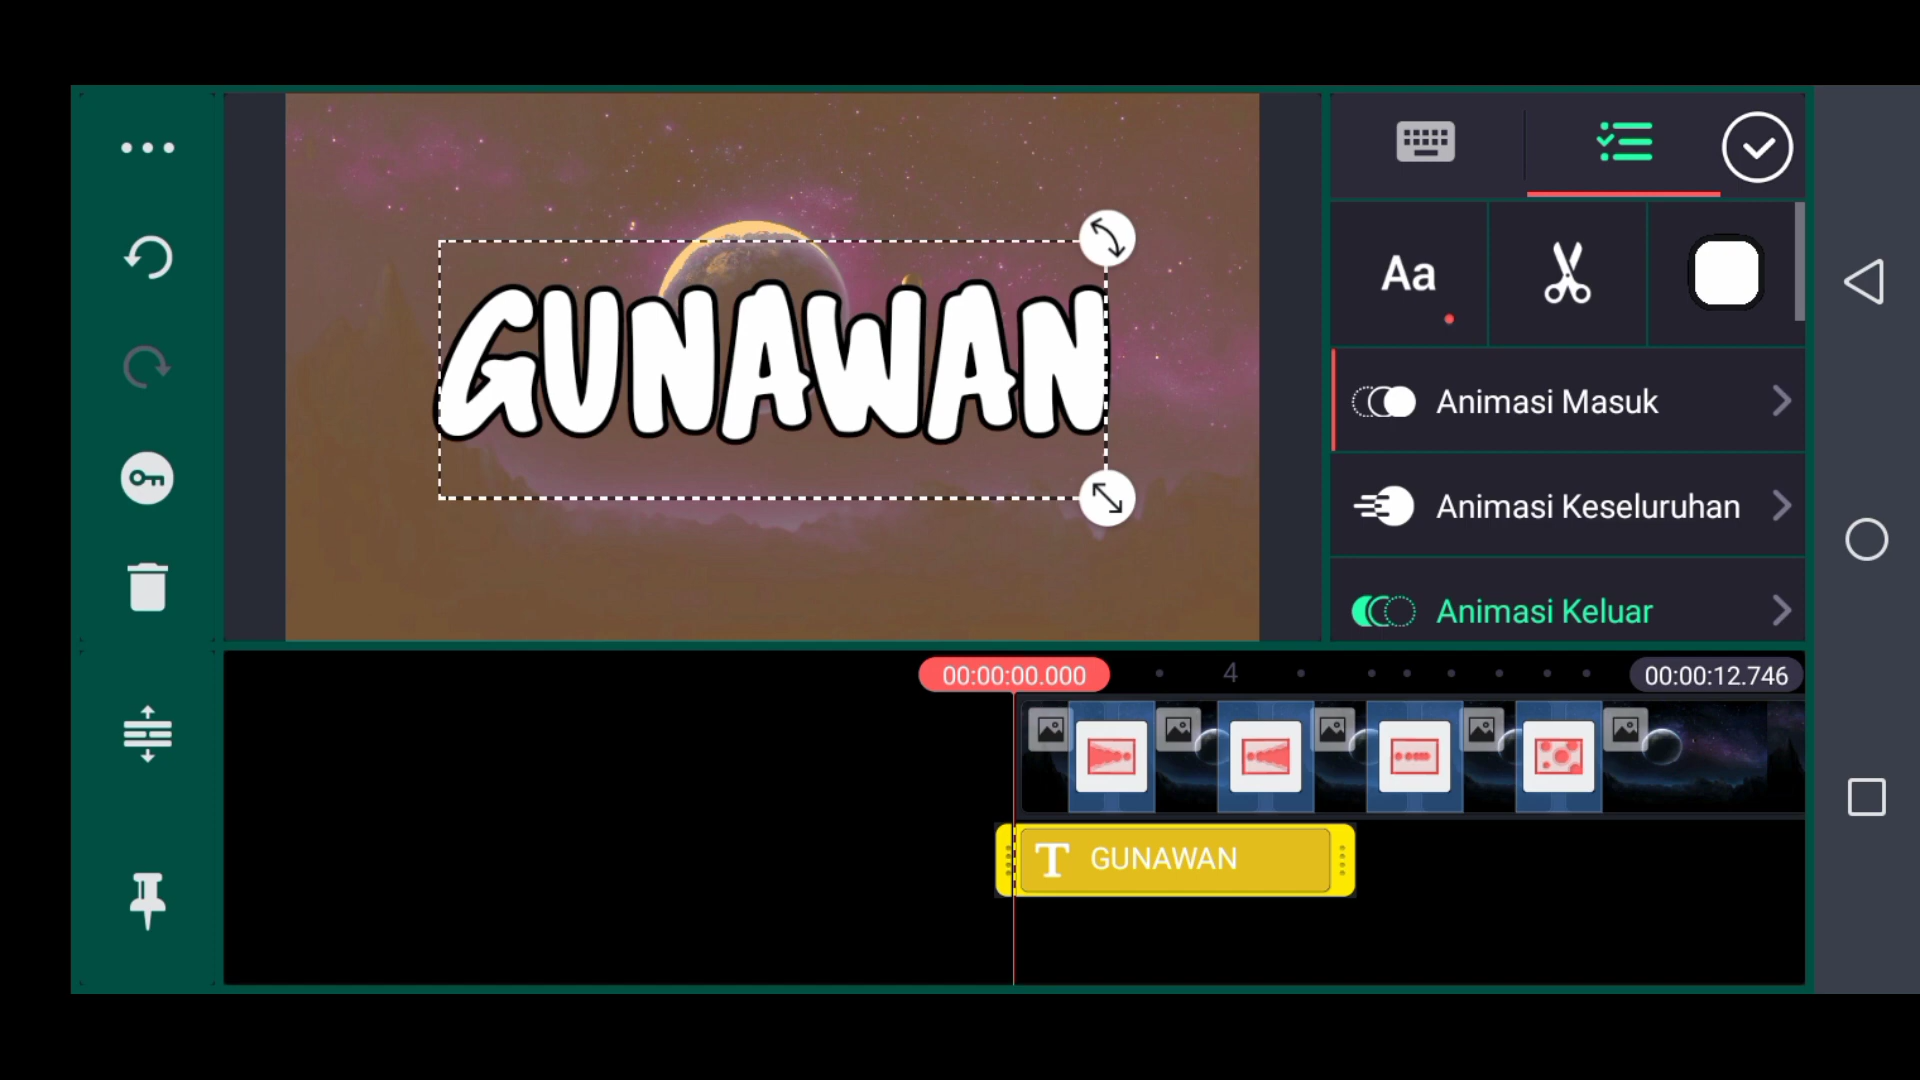 GUNAWAN
Aa
Animasi Masuk
Animasi Keseluruhan
Animasi Keluar
00:00:00.000
4
00:00:12.746
T GUNAWAN